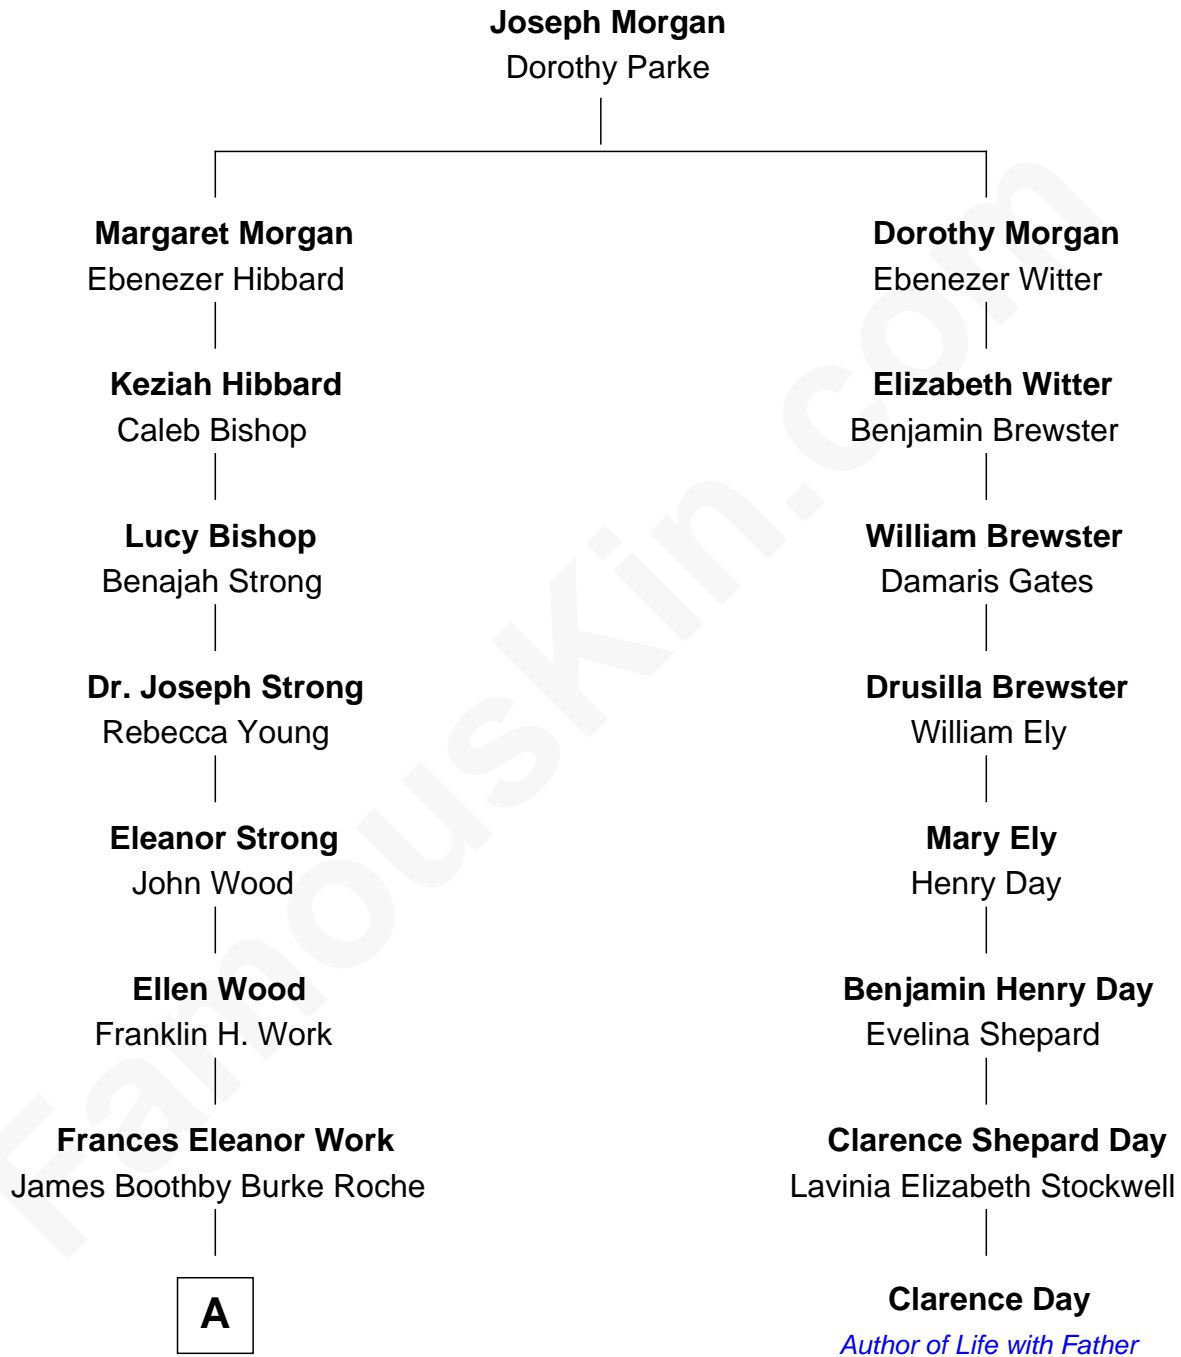 Joseph Morgan
Dorothy Parke
Margaret Morgan
Ebenezer Hibbard
Dorothy Morgan
Ebenezer Witter
Keziah Hibbard
Caleb Bishop
Elizabeth Witter
Benjamin Brewster
Lucy Bishop
Benajah Strong
William Brewster
Damaris Gates
Dr. Joseph Strong
Rebecca Young
Drusilla Brewster
William Ely
Eleanor Strong
John Wood
Mary Ely
Henry Day
Ellen Wood
Franklin H. Work
Benjamin Henry Day
Evelina Shepard
Frances Eleanor Work
James Boothby Burke Roche
Clarence Shepard Day
Lavinia Elizabeth Stockwell
A
Clarence Day
Author of Life with Father
FamousKin.com